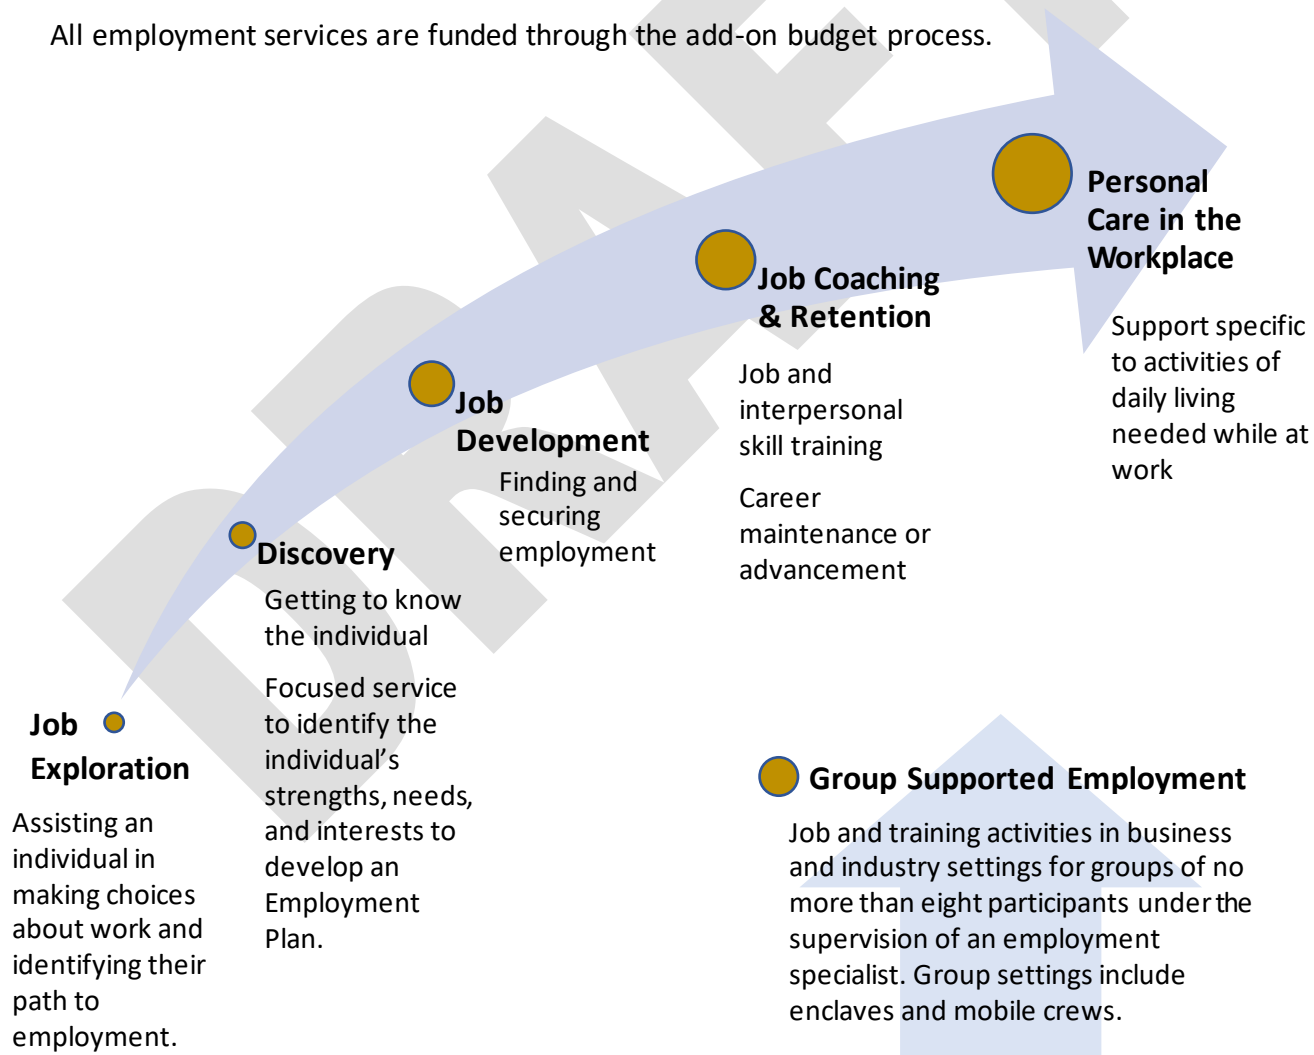 All employment services are funded through the add-on budget process.
Personal
Care in the
Workplace
Support specific
to activities of
daily living
needed while at
work
Job Coaching
& Retention
Job and
interpersonal
skill training
Career
maintenance or
advancement
Job
Development
Finding and
securing
employment
Discovery
Getting to know
the individual
Focused service
to identify the
individual’s
strengths, needs,
and interests to
develop an
Employment
Plan.
Job
Exploration
Assisting an
individual in
making choices
about work and
identifying their
path to
employment.
Group Supported Employment
Job and training activities in business
and industry settings for groups of no
more than eight participants under the
supervision of an employment
specialist. Group settings include
enclaves and mobile crews.
DRAFT